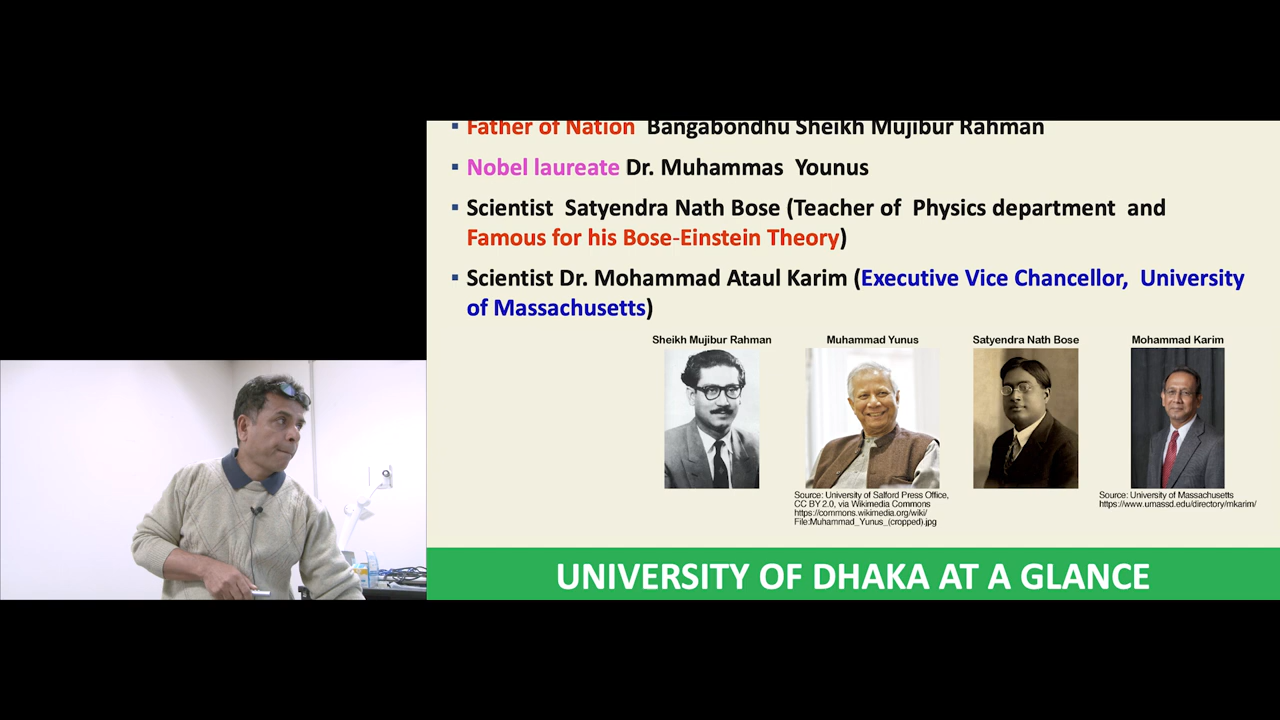 ▪ Father of Nation Bangabondhu Sheikh Mujibur Rahman
▪ Nobel laureate Dr. Muhammas Younus
▪ Scientist Satyendra Nath Bose (Teacher of Physics department and
Famous for his Bose-Einstein Theory)
▪ Scientist Dr. Mohammad Ataul Karim (Executive Vice Chancellor, University
of Massachusetts)
Sheikh Mujibur Rahman
Muhammad Yunus
Satyendra Nath Bose
Mohammad Karim
Source: University of Salford Press Office,
CC BY 2.0, via Wikimedia Commons
https://commons.wikimedia.org/wiki/
File:Muhammad_Yunus_(cropped).jpg
Source: University of Massachusetts
https://www.umassd.edu/directory/mkarim/
UNIVERSITY OF DHAKA AT A GLANCE